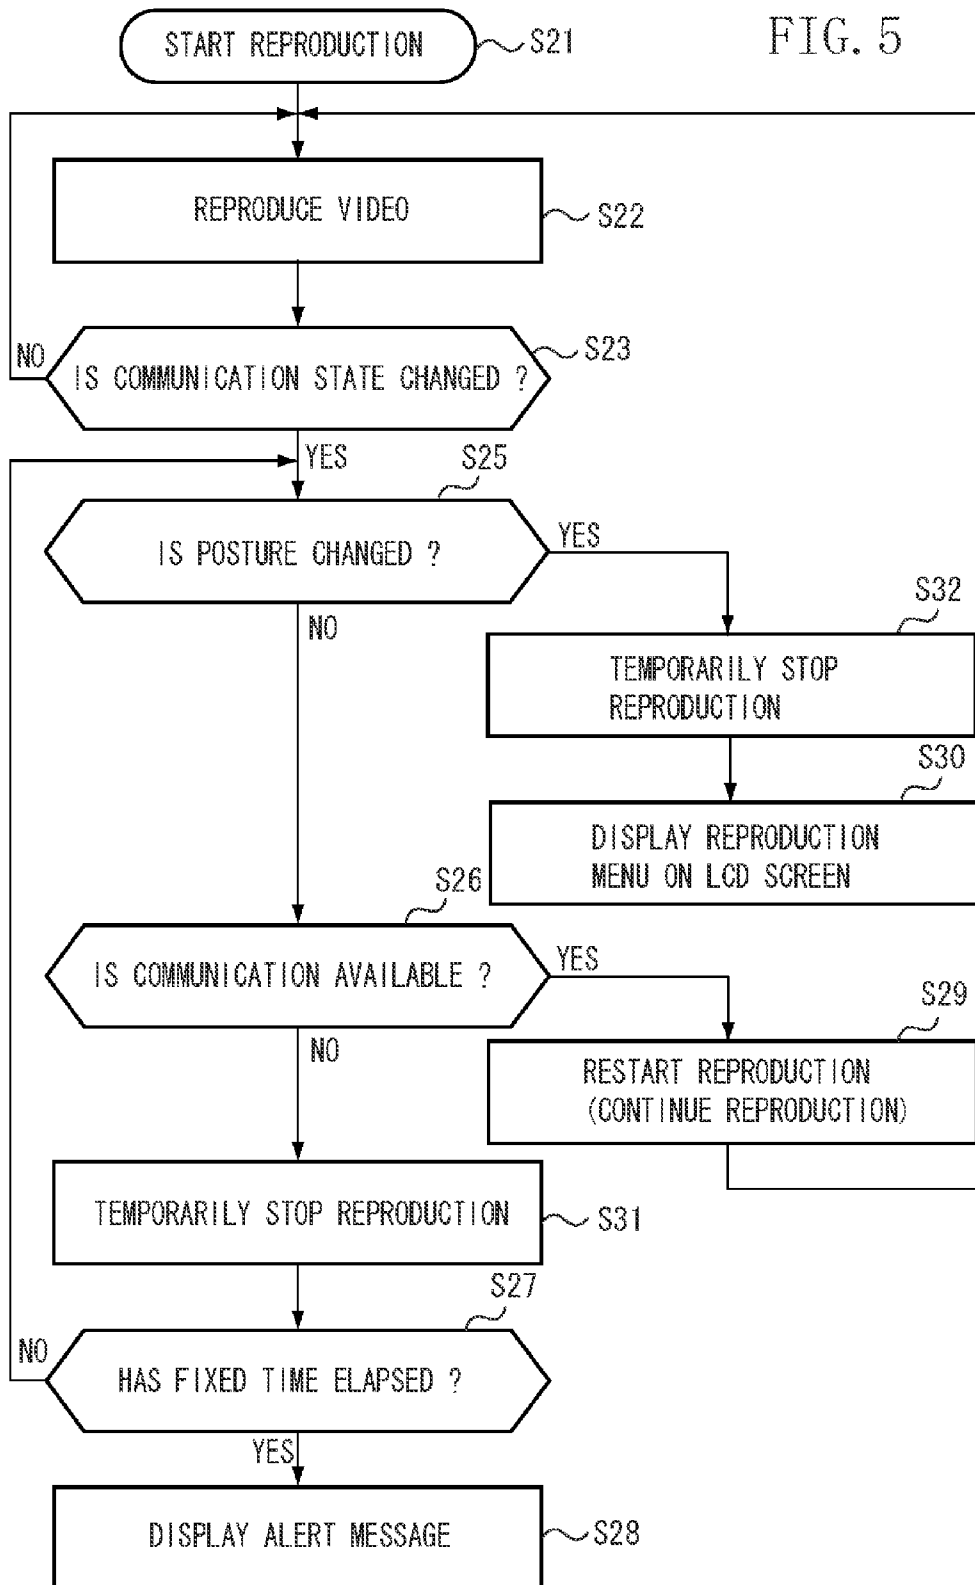 FIG. 5
START REPRODUCTION
S21
REPRODUCE VIDEO
S22
IS COMMUNICATION STATE CHANGED ?
S23
NO
YES
S25
IS POSTURE CHANGED ?
YES
NO
S32
TEMPORARILY STOP
REPRODUCTION
S30
DISPLAY REPRODUCTION
MENU ON LCD SCREEN
S26
IS COMMUNICATION AVAILABLE ?
YES
NO
S29
RESTART REPRODUCTION
(CONTINUE REPRODUCTION)
TEMPORARILY STOP REPRODUCTION
S31
S27
HAS FIXED TIME ELAPSED ?
NO
YES
DISPLAY ALERT MESSAGE
S28